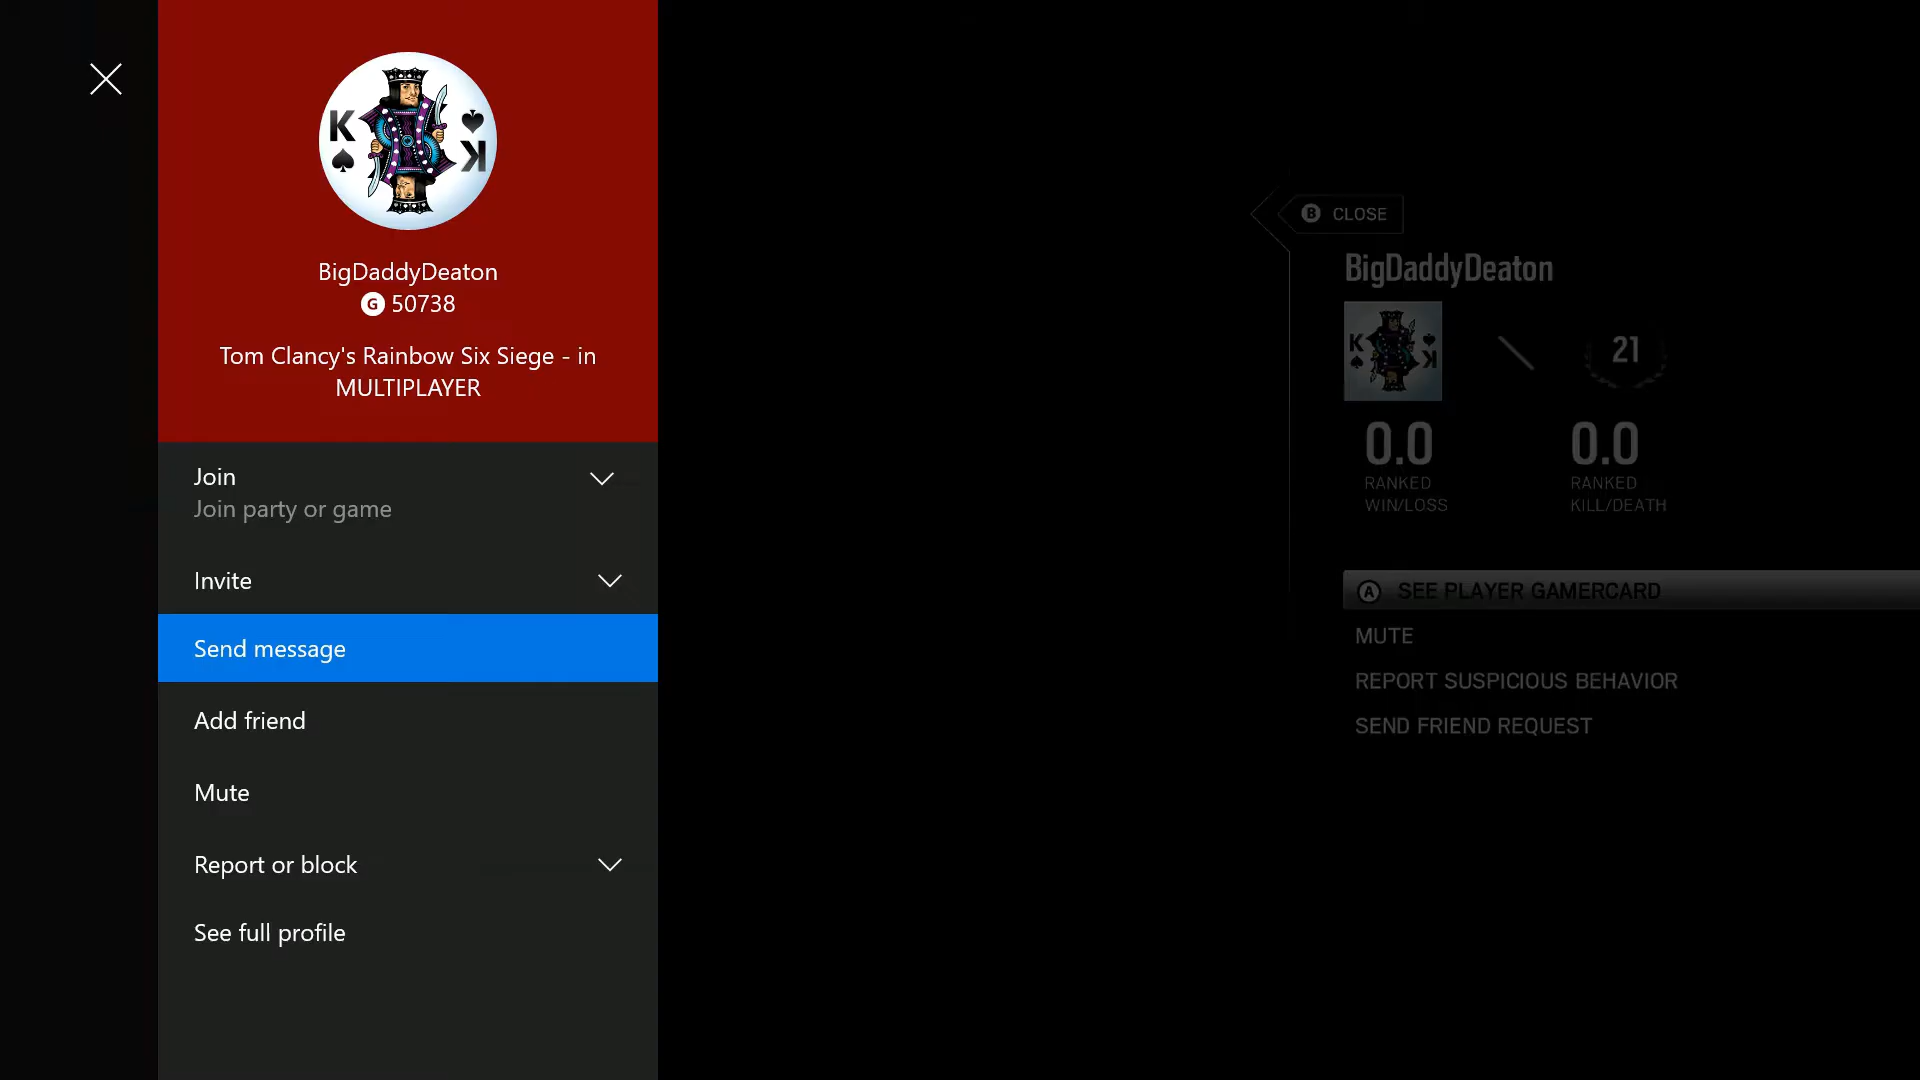 K
K
BigDaddyDeaton
G 50738
Tom Clancy's Rainbow Six Siege - in
MULTIPLAYER
Join
Join party or game
Invite
Send message
Add friend
Mute
Report or block
See full profile
B CLOSE
BigDaddyDeaton
K
K
21
0.0
RANKED
WIN/LOSS
0.0
RANKED
KILL/DEATH
A SEE PLAYER GAMERCARD
MUTE
REPORT SUSPICIOUS BEHAVIOR
SEND FRIEND REQUEST